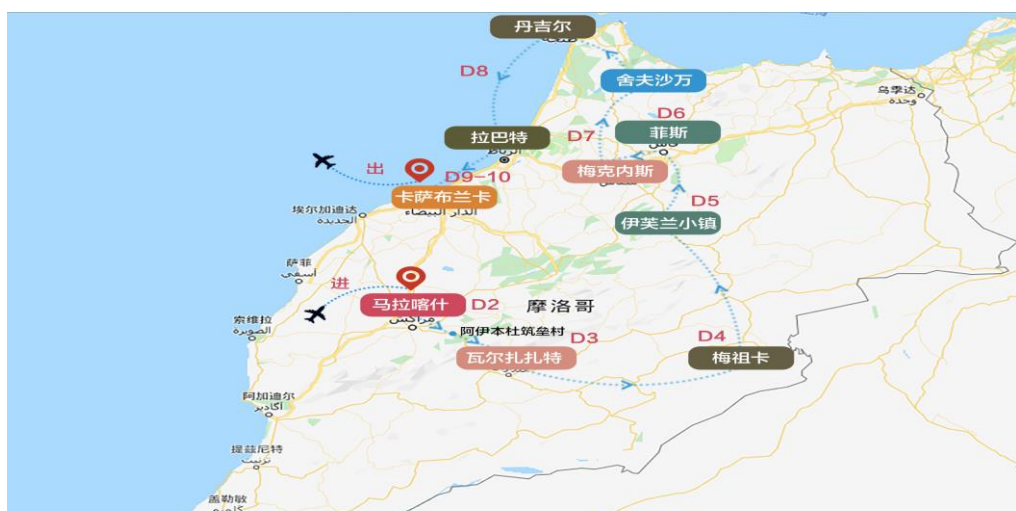 丹吉尔
D8
舍夫沙万
乌季达
وجدة
D6
拉巴特
D7
菲斯
出
梅克内斯
D9-10
卡萨布兰卡
D5
埃尔加迪达
الجديدة
الدار البيضاء
伊芙兰小镇
萨菲
آسفي
进
马拉喀什
D2
摩洛哥
索维拉
الصويرة
مراكش
阿伊本杜筑垒村
D3
D4
瓦尔扎扎特
梅祖卡
阿加迪尔
أكادير
提兹尼特
تزنيت
盖勒敏
كلميم